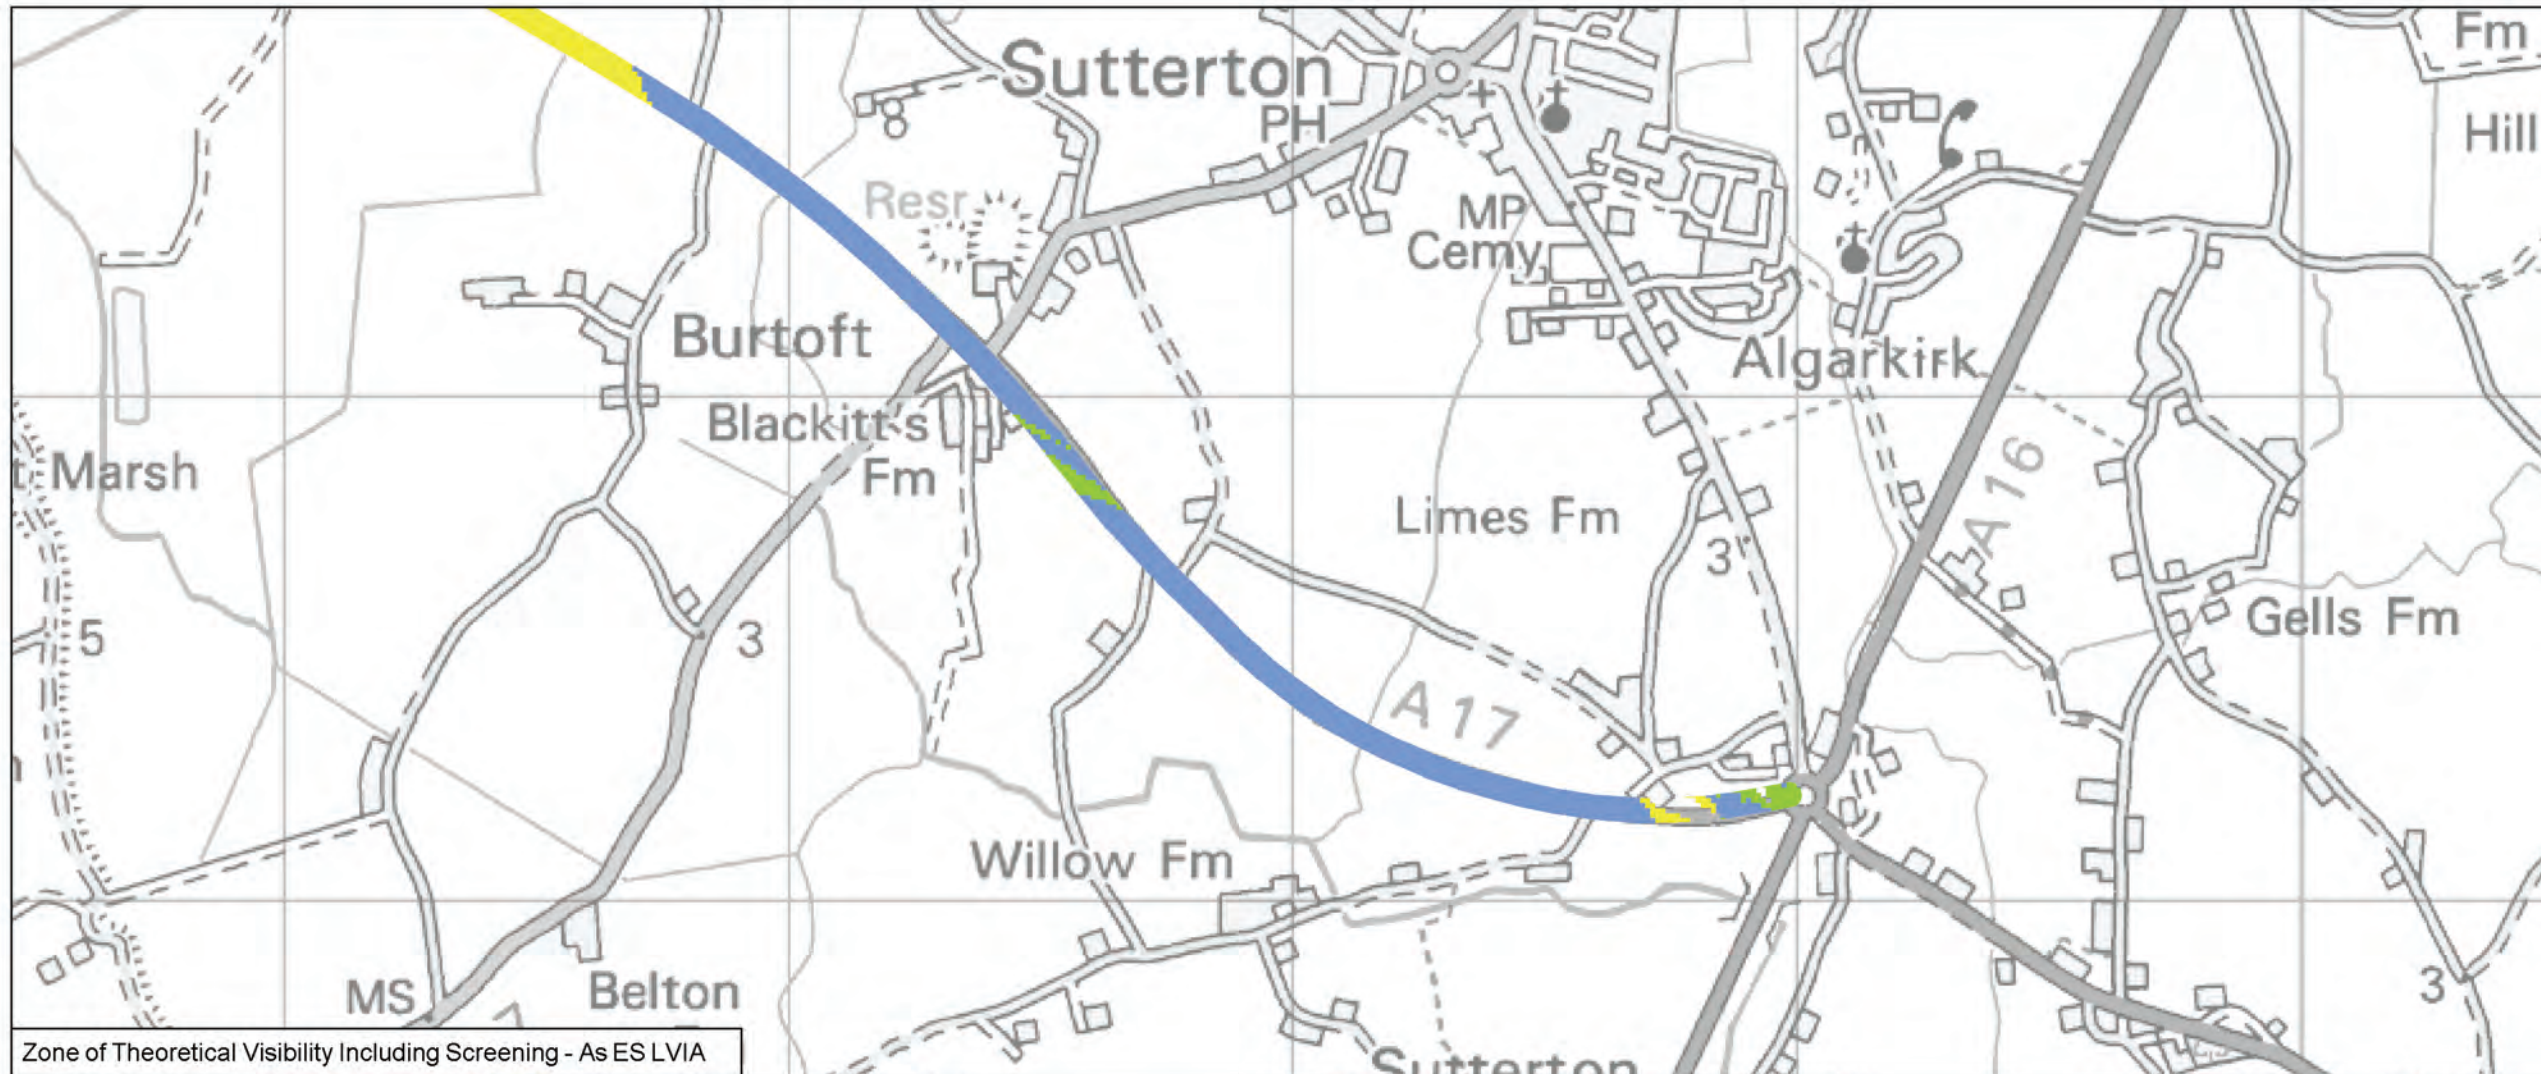 Fm
Sutterton
PH
Hill
Resr
MP
Cemy
Burtoft
Algarkirk
Blackitt's
Fm
t Marsh
A 16
Limes Fm
3
5
3
Gells Fm
A 17
Willow Fm
MS
Belton
3
Sutterton
Zone of Theoretical Visibility Including Screening - As ES LVIA